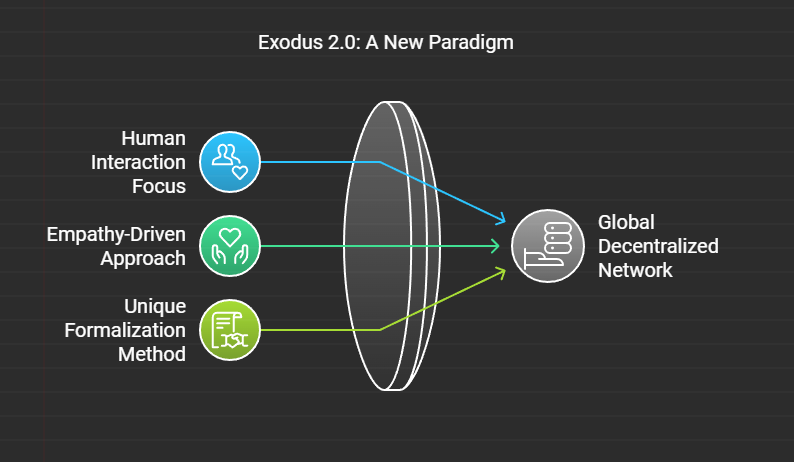 Exodus 2.0: A New Paradigm
Human
Interaction
Focus
Empathy-Driven
Approach
Unique
Formalization
Method
Global
Decentralized
Network